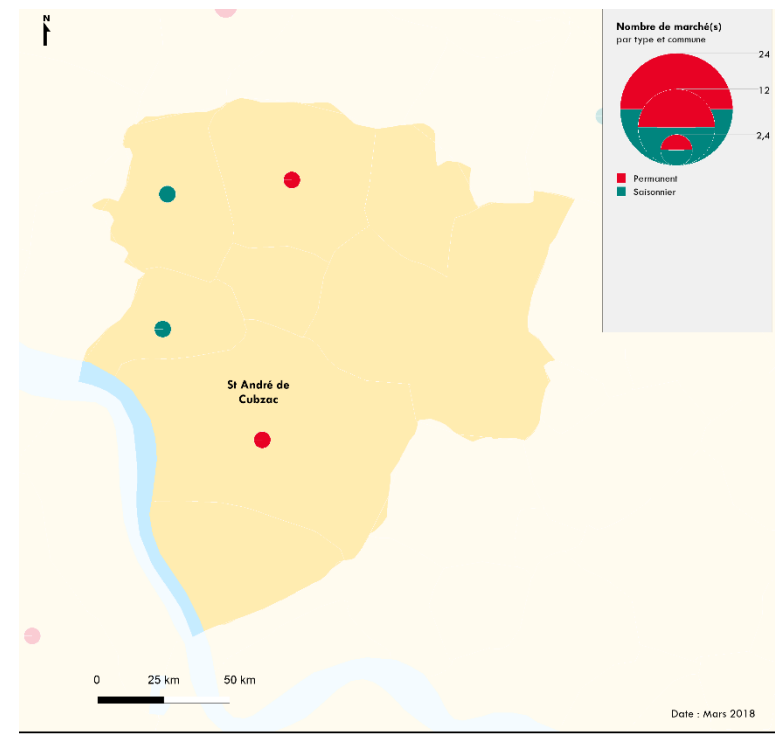 N
Nombre de marché(s)
par type et commune
24
12
2,4
Permanent
Saisonnier
St André de
Cubzac
0 25 km 50 km
Date : Mars 2018